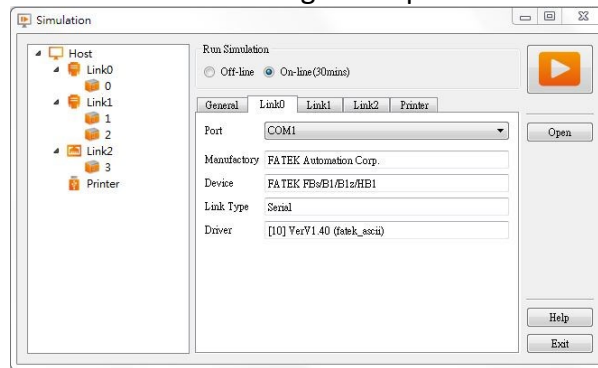 Simulation
Host
Link0
0
Link1
1
2
Link2
3
Printer
Run Simulation
Off-line On-line(30mins)
General Link0 Link1 Link2 Printer
Port COM1
Manufactory FATEK Automation Corp.
Device FATEK FBs/B1/B1z/HB1
Link Type Serial
Driver [10] VerV1.40 (fatek_ascii)
Open
Help
Exit